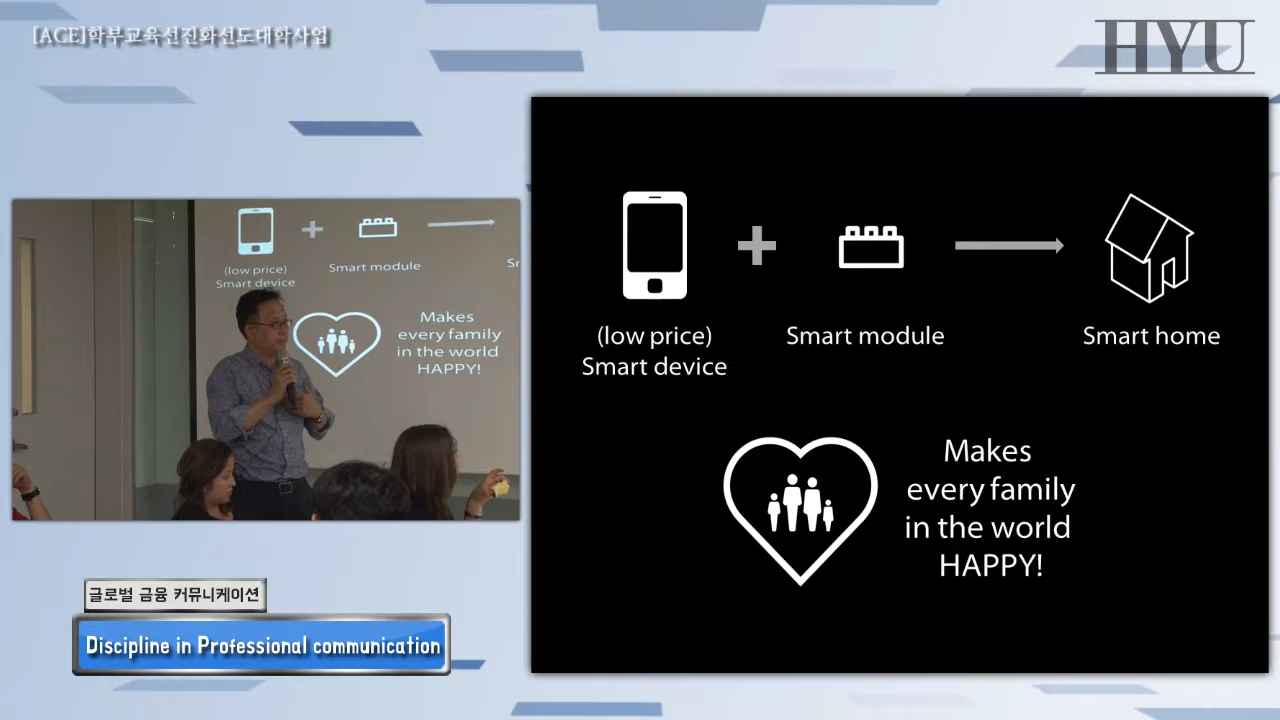 [ACE]학부교육선진화선도대학사업
HYU
(low price)
Smart device
Smart module
Sr
Makes
every family
in the world
HAPPY!
(low price)
Smart device
Smart module
Smart home
Makes
every family
in the world
HAPPY!
글로벌 금융 커뮤니케이션
Discipline in Professional communication